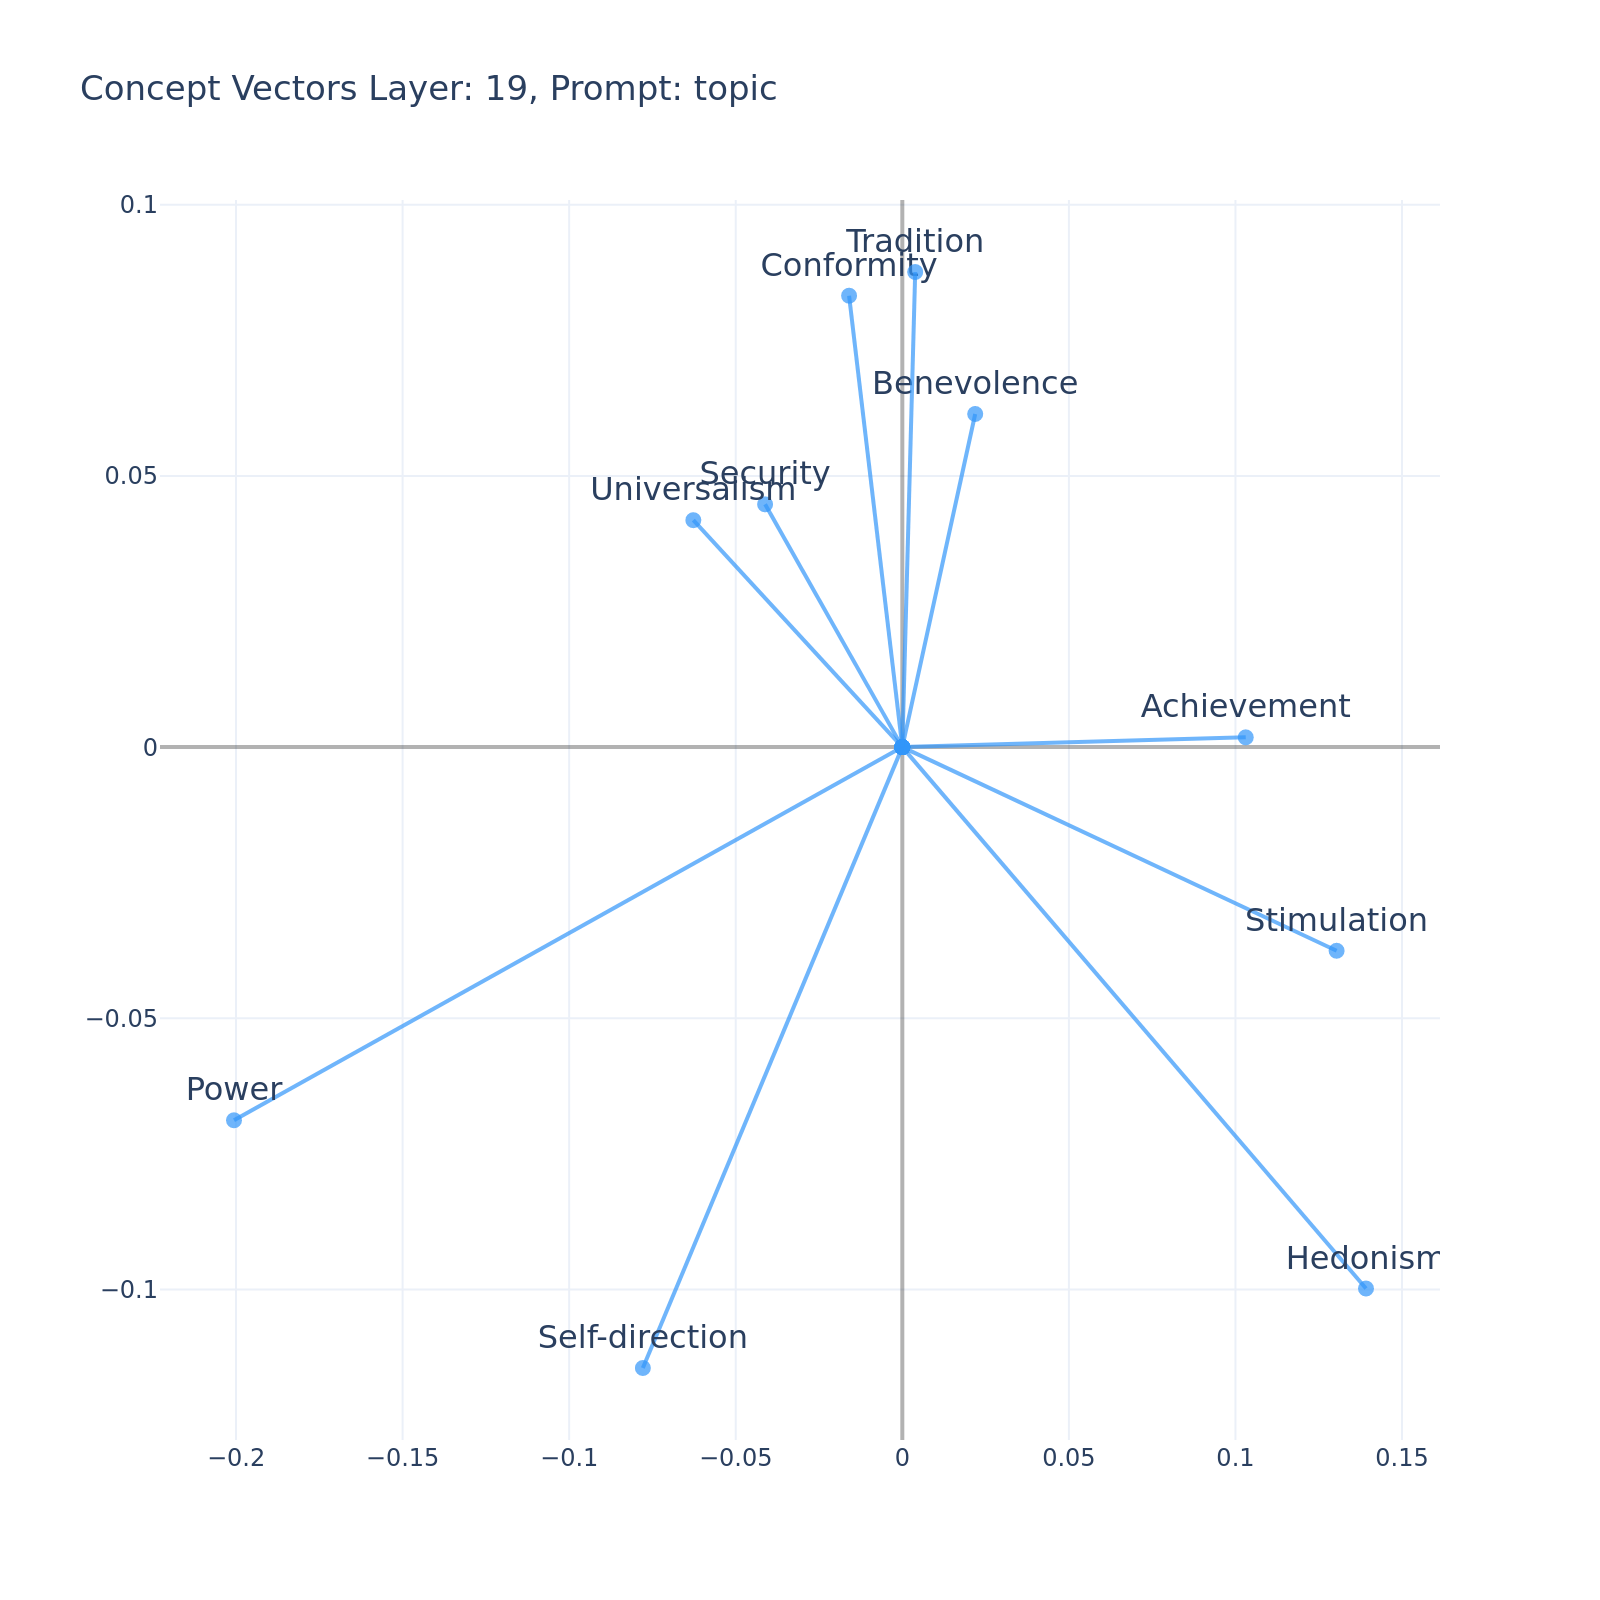 Concept Vectors Layer: 19, Prompt: topic
0.1
Tradition
Conformity
Benevolence
0.05
Security
Universalism
Achievement
0
Stimulation
−0.05
Power
Hedonism
−0.1
Self-direction
−0.2
−0.15
−0.1
−0.05
0
0.05
0.1
0.15